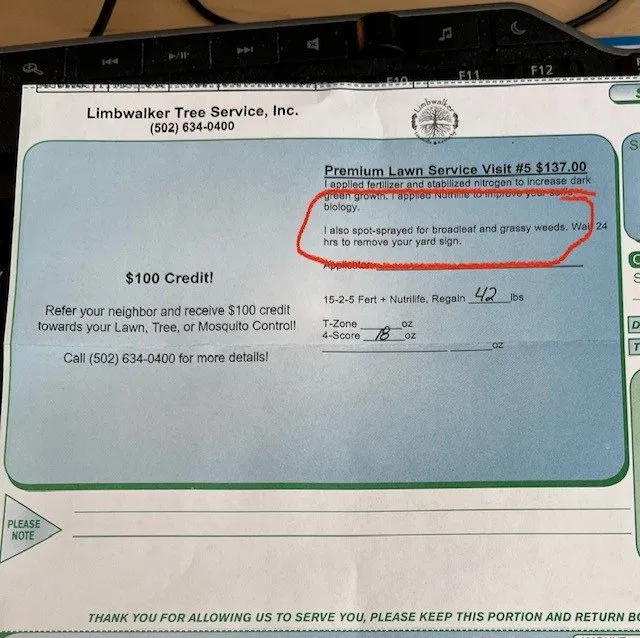 F10
F11
F12
Limbwalker Tree Service, Inc.
(502) 634-0400
Limbwalker
Premium Lawn Service Visit #5 $137.00
I applied fertilizer and stabilized nitrogen to increase dark
green growth. I applied Nutrilife to improve your
biology.
I also spot-sprayed for broadleaf and grassy weeds. Wait 24
hrs to remove your yard sign.
Applicator
$100 Credit!
Refer your neighbor and receive $100 credit
towards your Lawn, Tree, or Mosquito Control!
Call (502) 634-0400 for more details!
15-2-5 Fert + Nutrilife, Regain 42 lbs
T-Zone ____ oz
4-Score 18 oz
____ oz
PLEASE
NOTE
THANK YOU FOR ALLOWING US TO SERVE YOU, PLEASE KEEP THIS PORTION AND RETURN BO